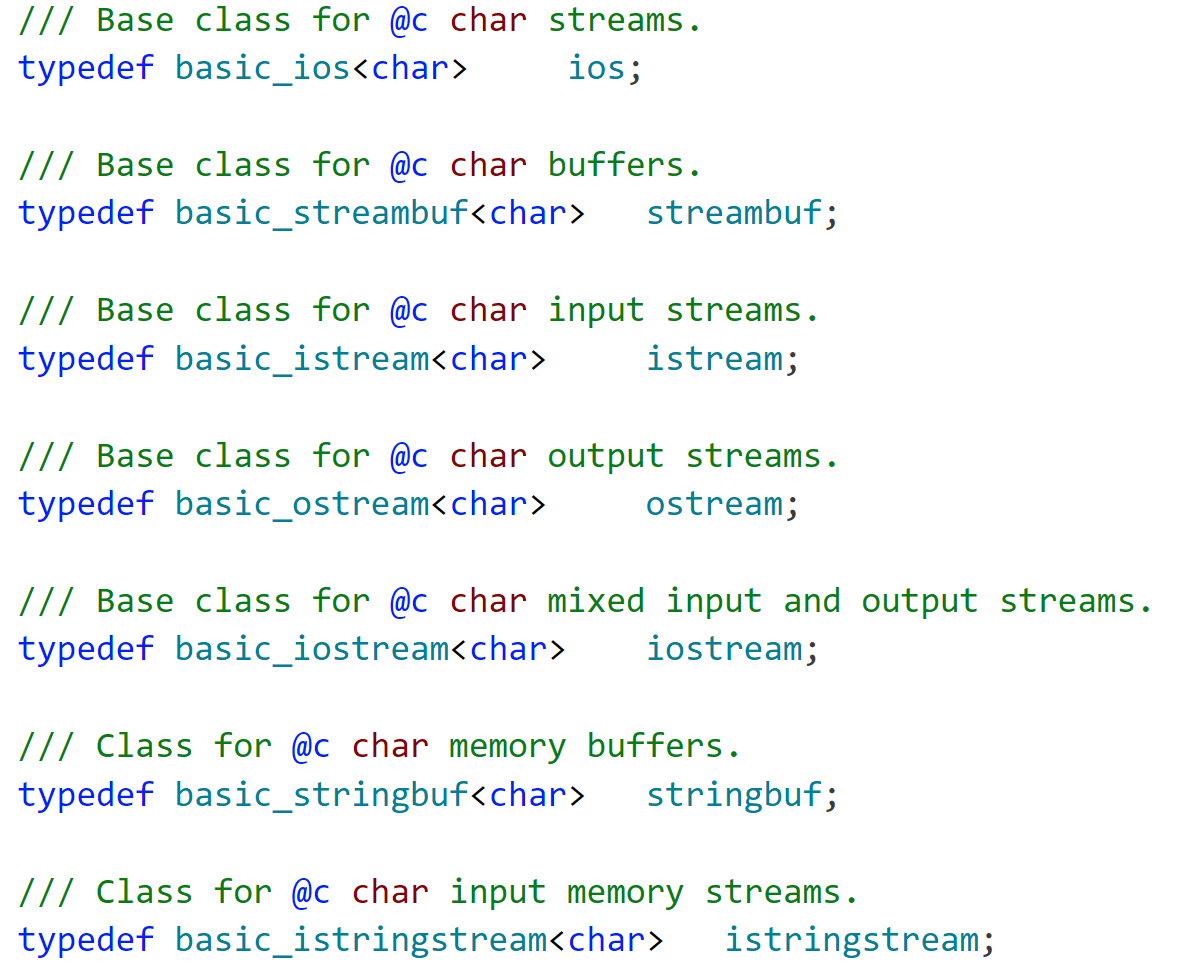 /// Base class for @c char streams.
typedef basic_ios<char>     ios;
/// Base class for @c char buffers.
typedef basic_streambuf<char>   streambuf;
/// Base class for @c char input streams.
typedef basic_istream<char>     istream;
/// Base class for @c char output streams.
typedef basic_ostream<char>     ostream;
/// Base class for @c char mixed input and output streams.
typedef basic_iostream<char>    iostream;
/// Class for @c char memory buffers.
typedef basic_stringbuf<char>   stringbuf;
/// Class for @c char input memory streams.
typedef basic_istringstream<char>   istringstream;